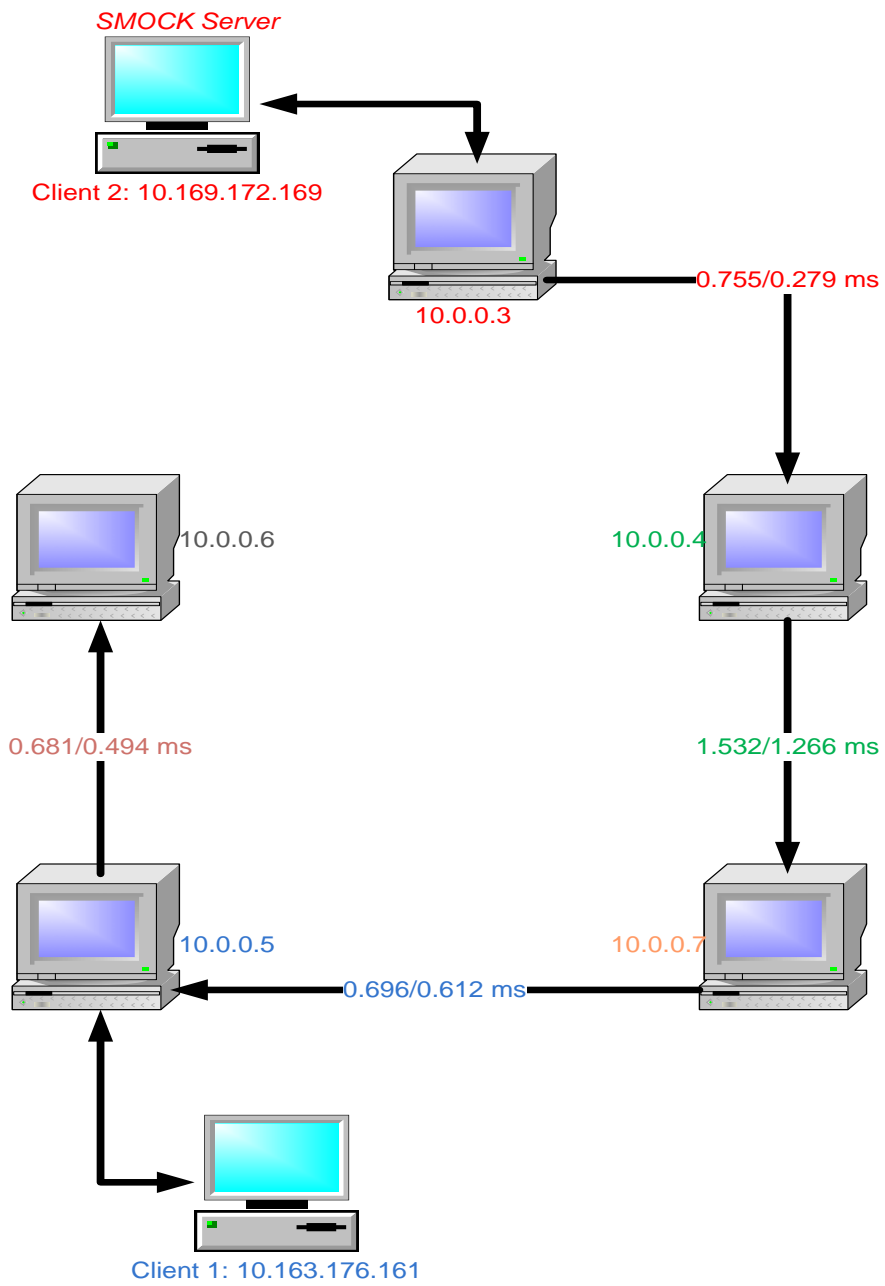 SMOCK Server
Client 2: 10.169.172.169
0.755/0.279 ms
10.0.0.3
10.0.0.6
10.0.0.4
0.681/0.494 ms
1.532/1.266 ms
10.0.0.5
10.0.0.7
0.696/0.612 ms
Client 1: 10.163.176.161